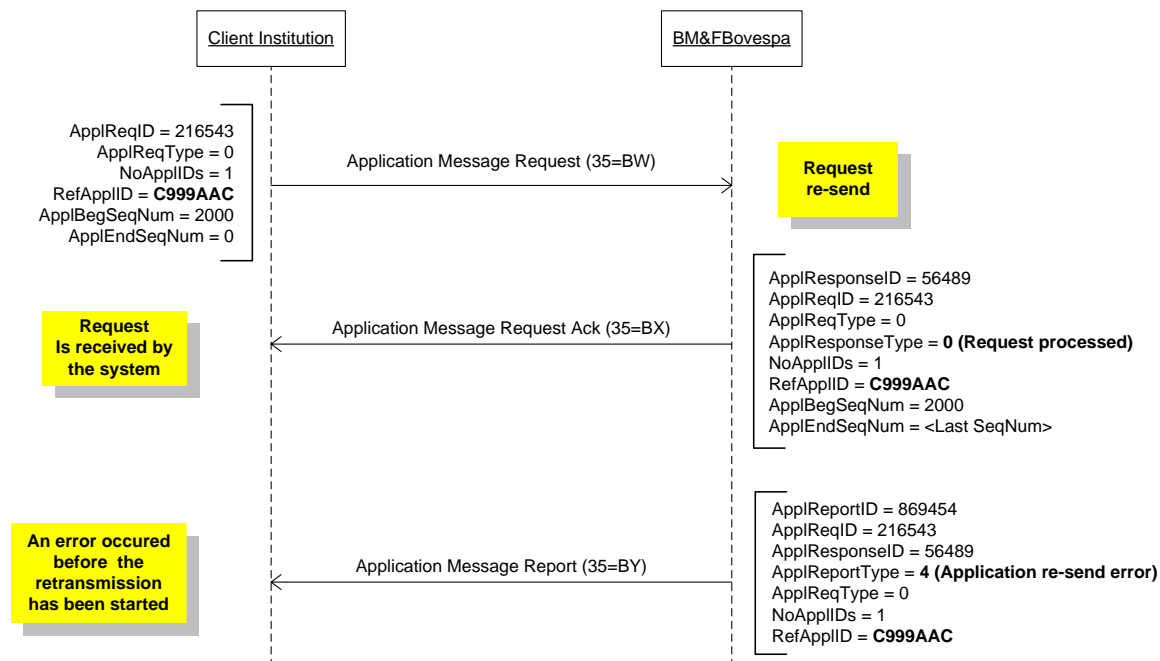 Client Institution
BM&FBovespa
ApplReqID = 216543
ApplReqType = 0
NoApplIDs = 1
RefApplID = C999AAC
ApplBegSeqNum = 2000
ApplEndSeqNum = 0
Application Message Request (35=BW)
Request
re-send
Request
Is received by
the system
Application Message Request Ack (35=BX)
ApplResponseID = 56489
ApplReqID = 216543
ApplReqType = 0
ApplResponseType = 0 (Request processed)
NoApplIDs = 1
RefApplID = C999AAC
ApplBegSeqNum = 2000
ApplEndSeqNum = <Last SeqNum>
An error occured
before the
retransmission
has been started
Application Message Report (35=BY)
ApplReportID = 869454
ApplReqID = 216543
ApplResponseID = 56489
ApplReportType = 4 (Application re-send error)
ApplReqType = 0
NoApplIDs = 1
RefApplID = C999AAC